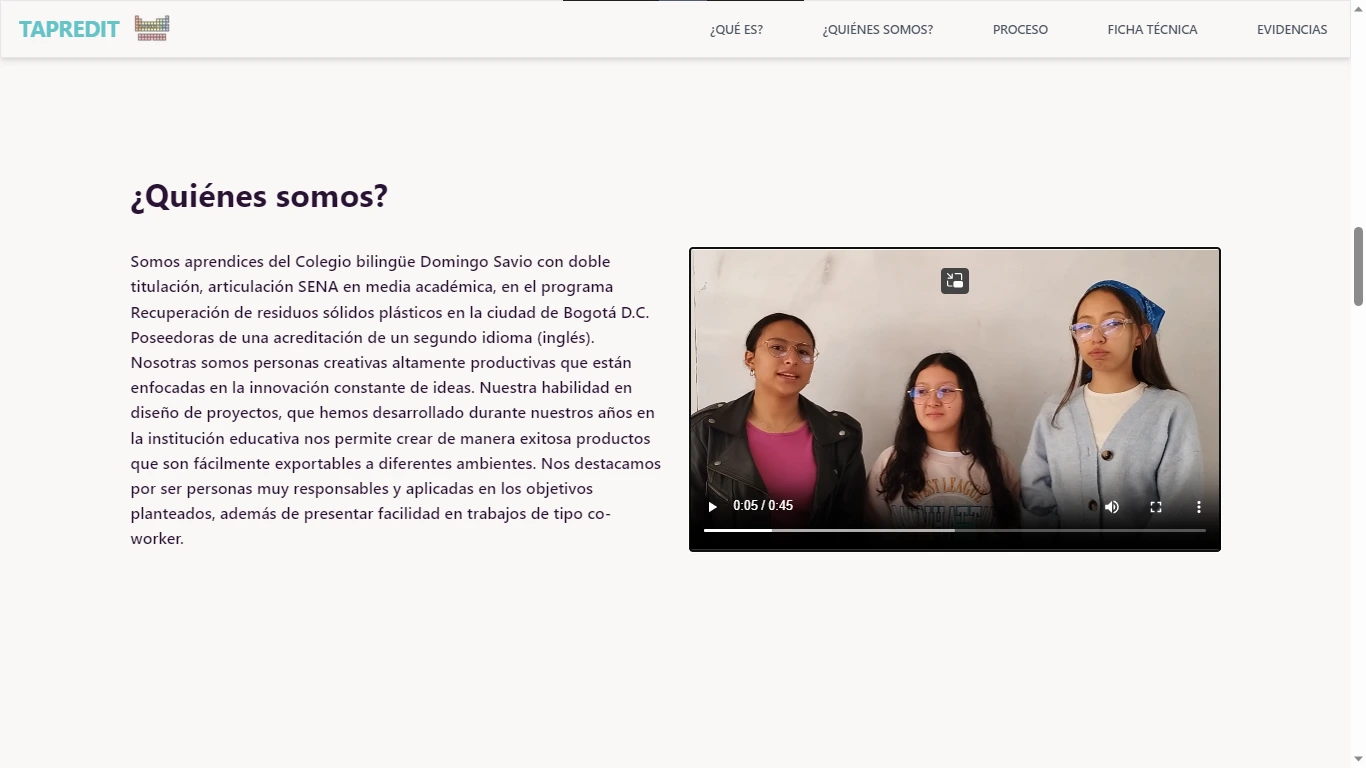 TAPREDIT
¿QUÉ ES?
¿QUIÉNES SOMOS?
PROCESO
FICHA TÉCNICA
EVIDENCIAS
¿Quiénes somos?
Somos aprendices del Colegio bilingüe Domingo Savio con doble
titulación, articulación SENA en media académica, en el programa
Recuperación de residuos sólidos plásticos en la ciudad de Bogotá D.C.
Poseedoras de una acreditación de un segundo idioma (inglés).
Nosotras somos personas creativas altamente productivas que están
enfocadas en la innovación constante de ideas. Nuestra habilidad en
diseño de proyectos, que hemos desarrollado durante nuestros años en
la institución educativa nos permite crear de manera exitosa productos
que son fácilmente exportables a diferentes ambientes. Nos destacamos
por ser personas muy responsables y aplicadas en los objetivos
planteados, además de presentar facilidad en trabajos de tipo co-
worker.
0:05 / 0:45